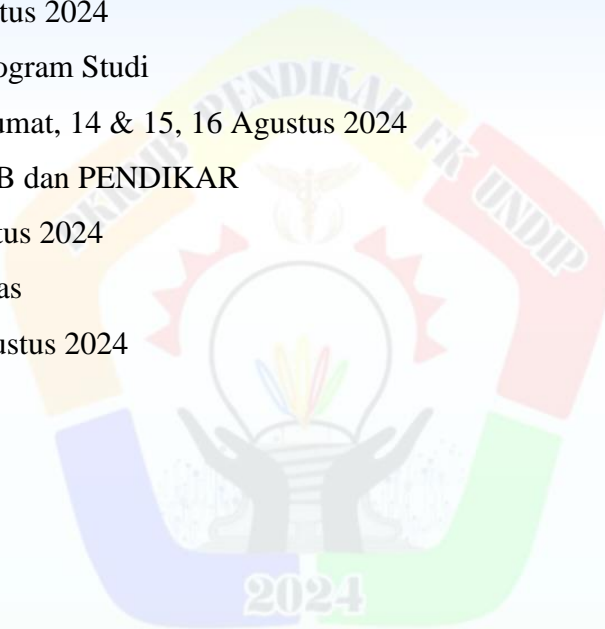 tus 2024
ogram Studi
umat, 14 & 15, 16 Agustus 2024
B dan PENDIKAR
tus 2024
as
ustus 2024
PKKMB PENDIKAR FK UNDIP
2024